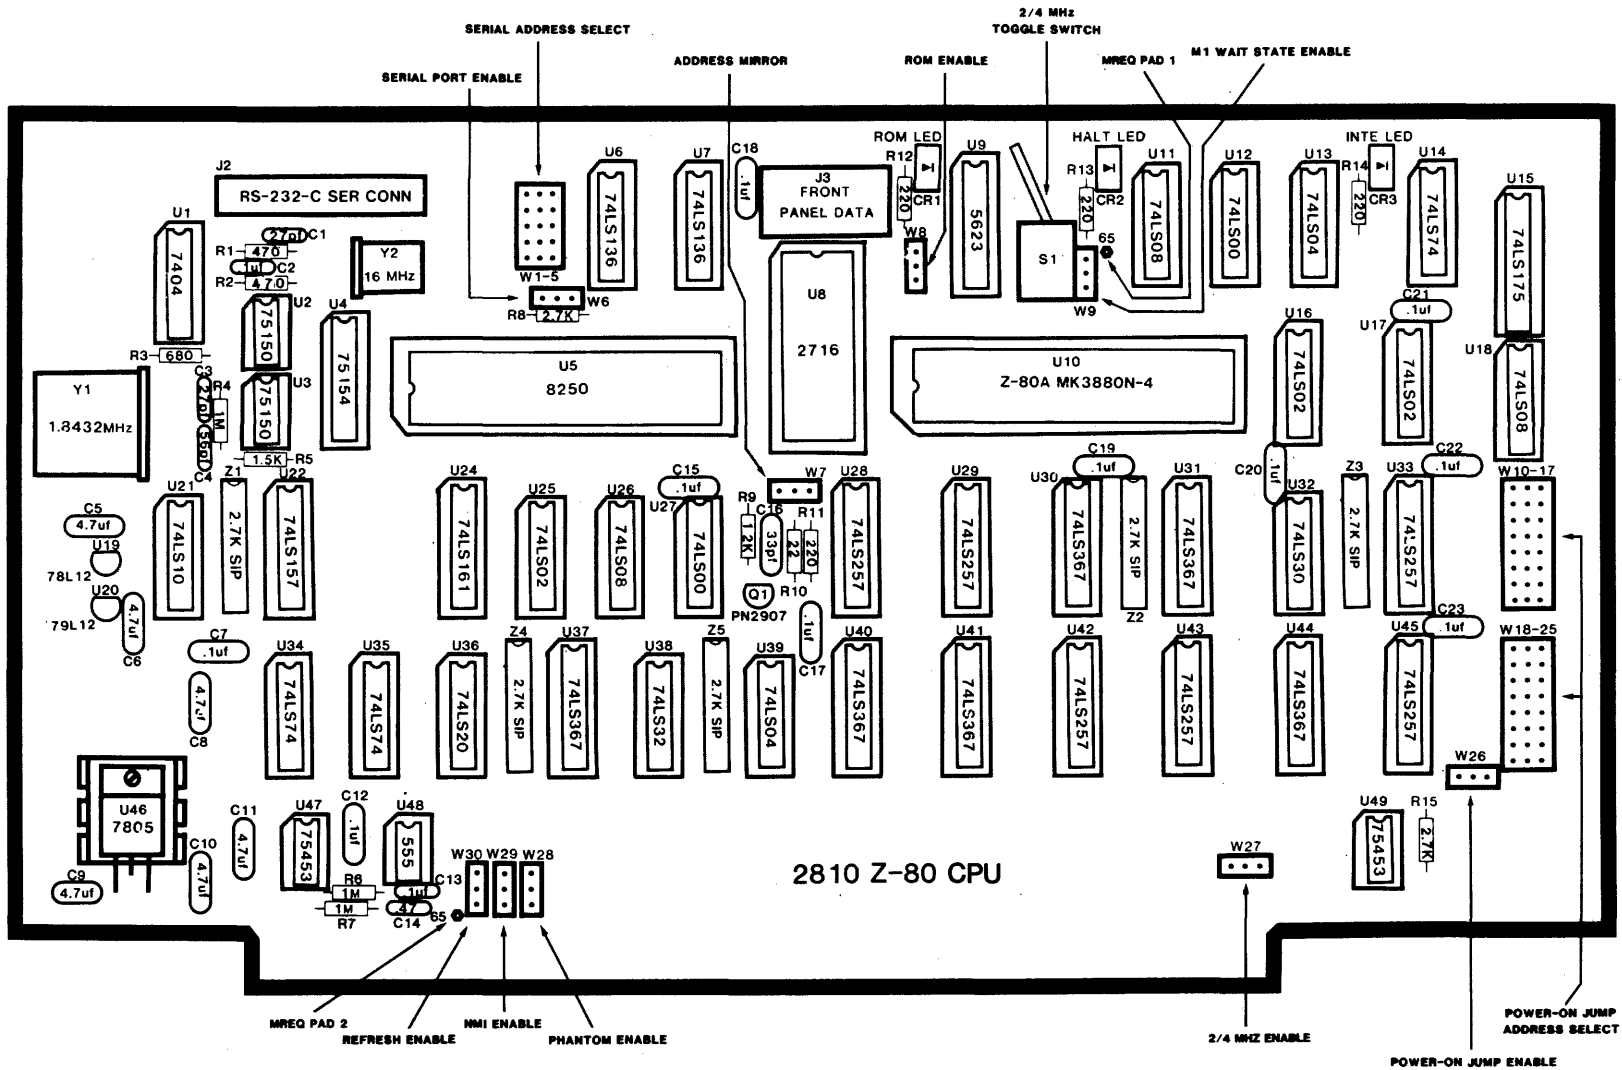 2/4 MHz
TOGGLE SWITCH
SERIAL ADDRESS SELECT
M1 WAIT STATE ENABLE
ADDRESS MIRROR
ROM ENABLE
MREQ PAD 1
SERIAL PORT ENABLE
ROM LED
HALT LED
INTE LED
C18
.1uf
U6
74LS136
U7
74LS136
J3
FRONT
PANEL DATA
R12
220
CR1
U9
5623
R13
220
CR2
U11
74LS08
U12
74LS00
U13
74LS04
R14
220
CR3
U14
74LS74
U15
74LS175
J2
RS-232-C SER CONN
U1
7404
27pf
C1
R1
470
.1uf
C2
R2
470
Y2
16 MHz
W1-5
W6
R8
2.7K
W8
U8
2716
S1
65
W9
U2
75150
U4
75154
R3
680
U3
75150
C3
27pf
R4
1M
56pf
C4
1.5K
R5
Y1
1.8432MHz
U5
8250
U10
Z-80A MK3880N-4
U16
74LS02
C21
.1uf
U17
74LS02
U18
74LS08
C5
4.7uf
U19
78L12
U20
79L12
4.7uf
C6
U21
74LS10
Z1
2.7K SIP
U22
74LS157
U24
74LS161
U25
74LS02
U26
74LS08
C15
.1uf
U27
74LS00
W7
R9
1.2K
C16
33pf
R11
22
220
R10
Q1
PN2907
.1uf
C17
U28
74LS257
U29
74LS257
C19
.1uf
U30
74LS367
2.7K SIP
Z2
U31
74LS367
C20
.1uf
U32
74LS30
Z3
2.7K SIP
C22
.1uf
U33
74LS257
W10-17
C7
.1uf
4.7uf
C8
U34
74LS74
U35
74LS74
U36
74LS20
Z4
2.7K SIP
U37
74LS367
U38
74LS32
Z5
2.7K SIP
U39
74LS04
U40
74LS367
U41
74LS367
U42
74LS257
U43
74LS257
U44
74LS367
C23
.1uf
U45
74LS257
W18-25
W26
U46
7805
C9
4.7uf
C10
4.7uf
C11
4.7uf
U47
75453
C12
.1uf
U48
555
R6
1M
.1uf
C13
1M
R7
.47
C14
65
W30
W29
W28
2810 Z-80 CPU
W27
U49
75453
R15
2.7K
MREQ PAD 2
REFRESH ENABLE
NMI ENABLE
PHANTOM ENABLE
2/4 MHZ ENABLE
POWER-ON JUMP
ADDRESS SELECT
POWER-ON JUMP ENABLE